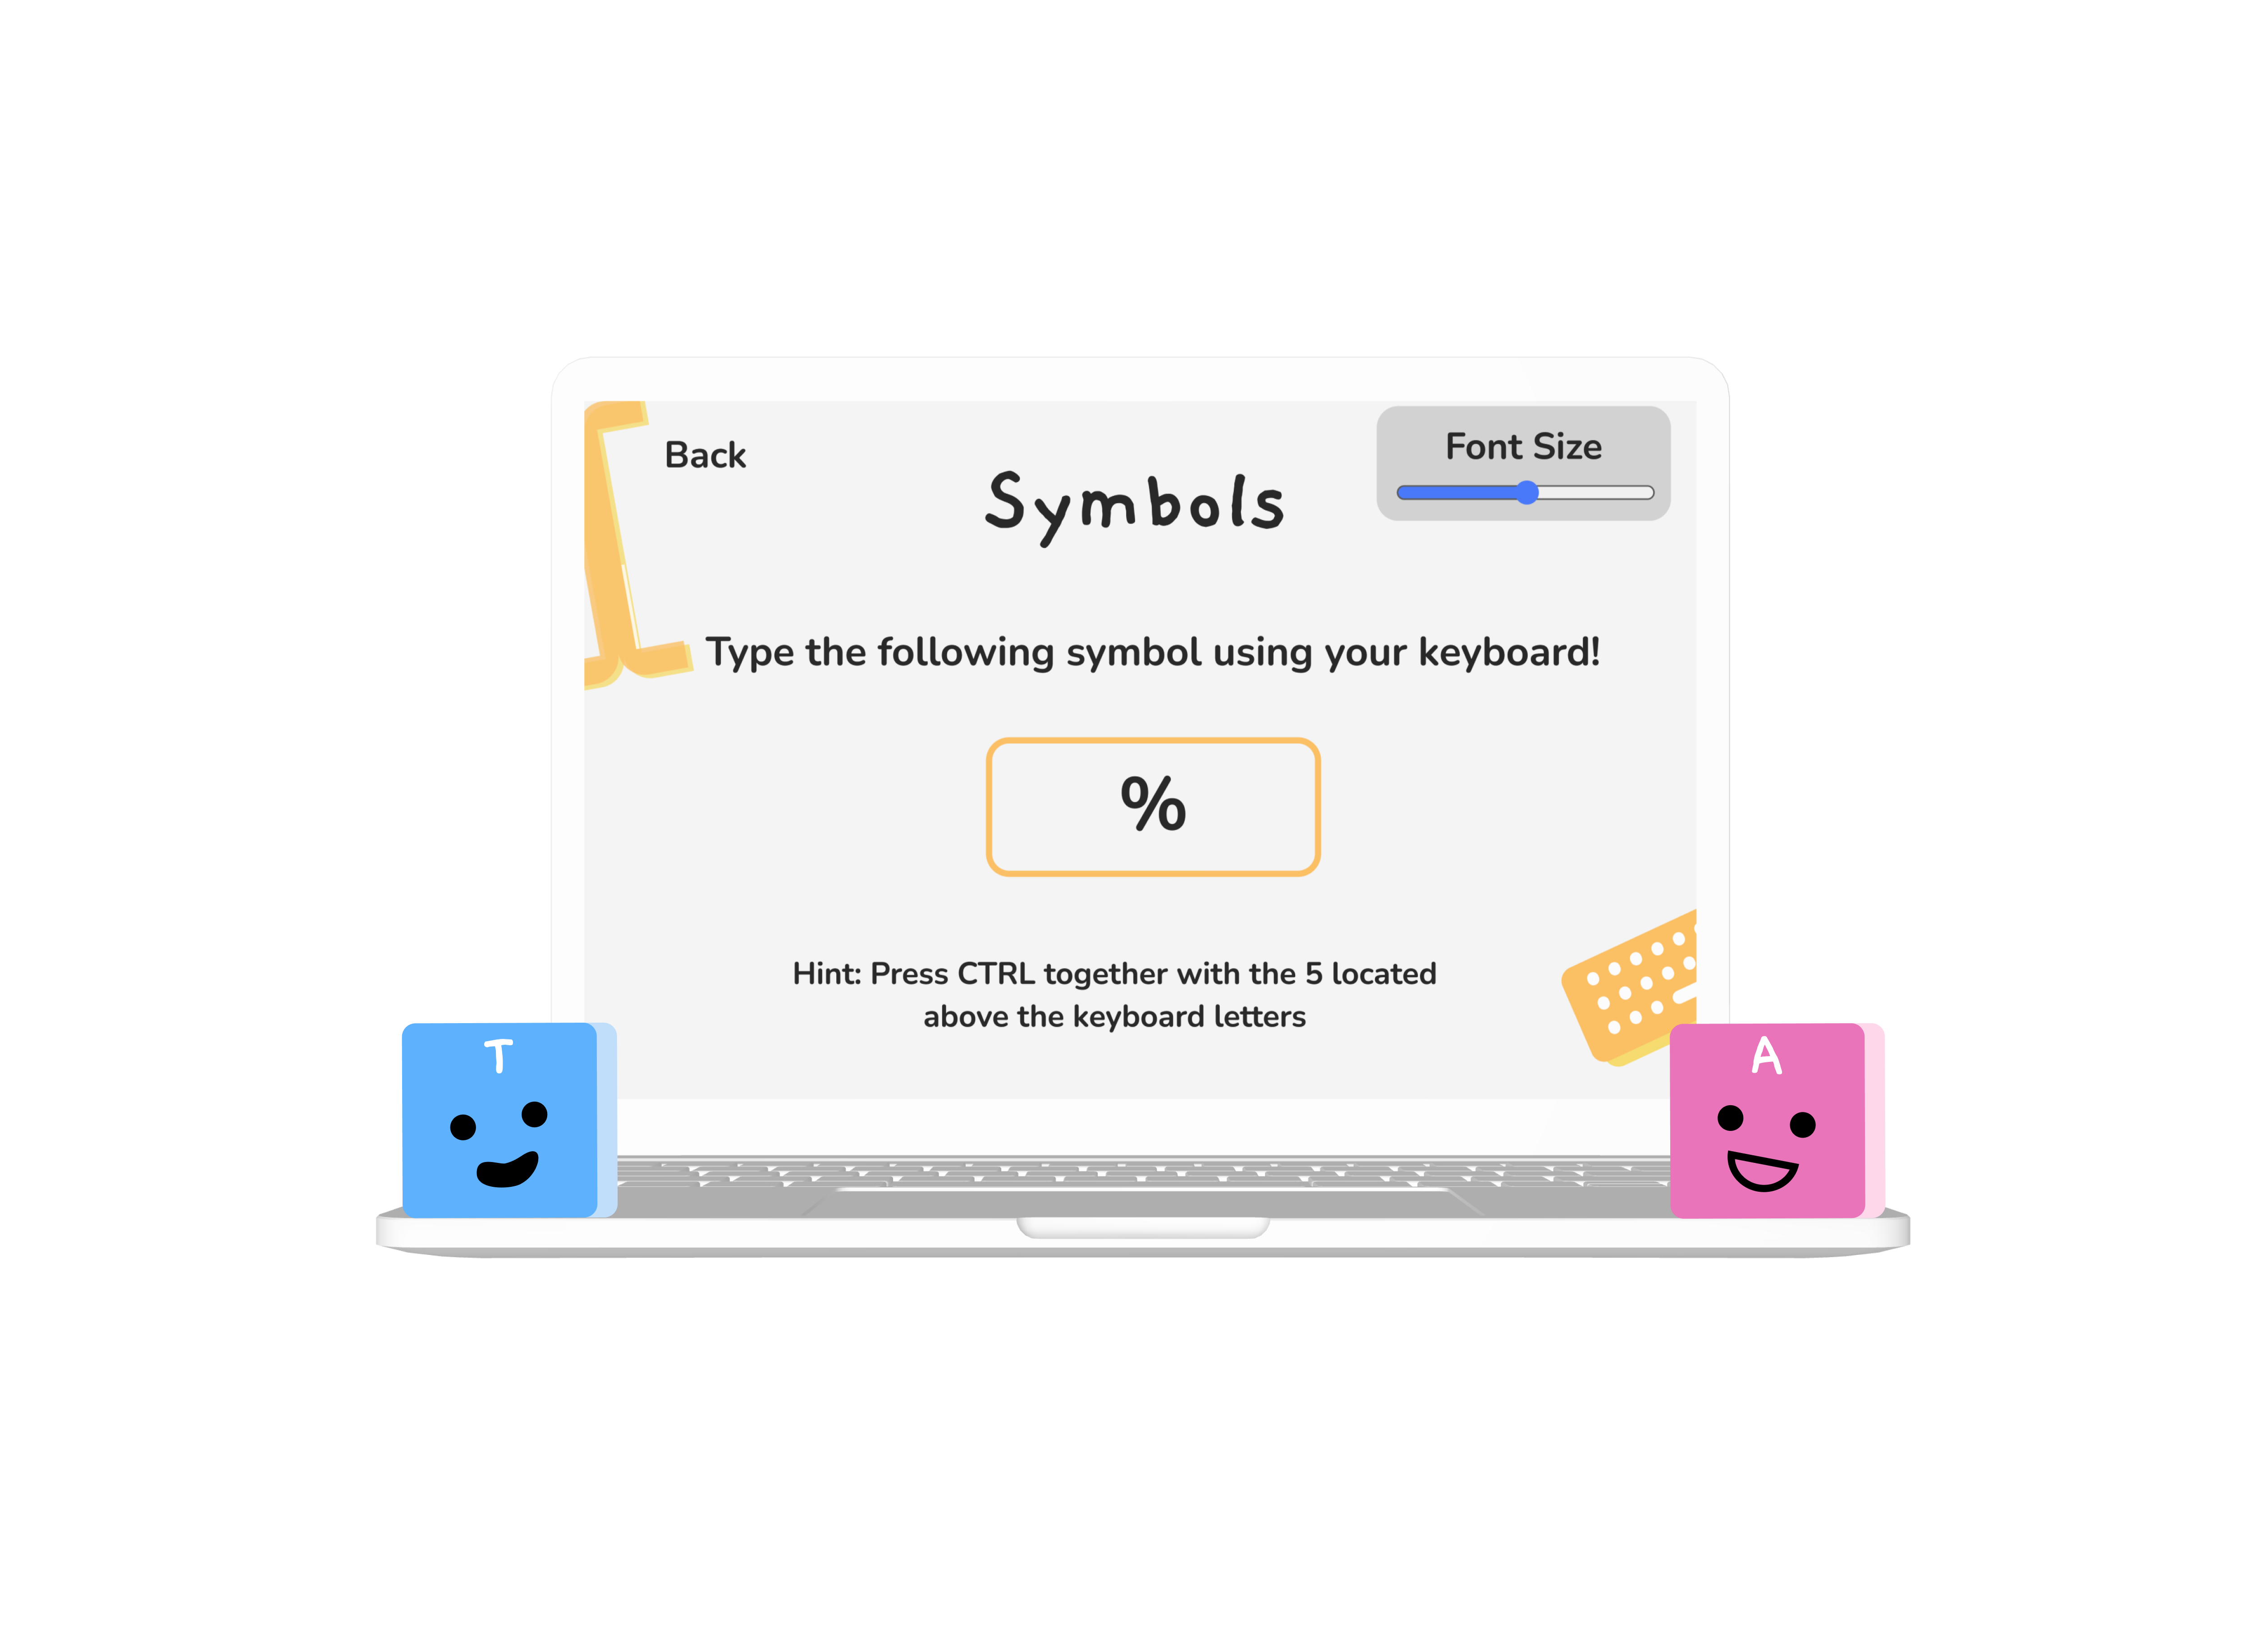 Back
Font Size
Symbols
Type the following symbol using your keyboard!
%
Hint: Press CTRL together with the 5 located
above the keyboard letters
T
A